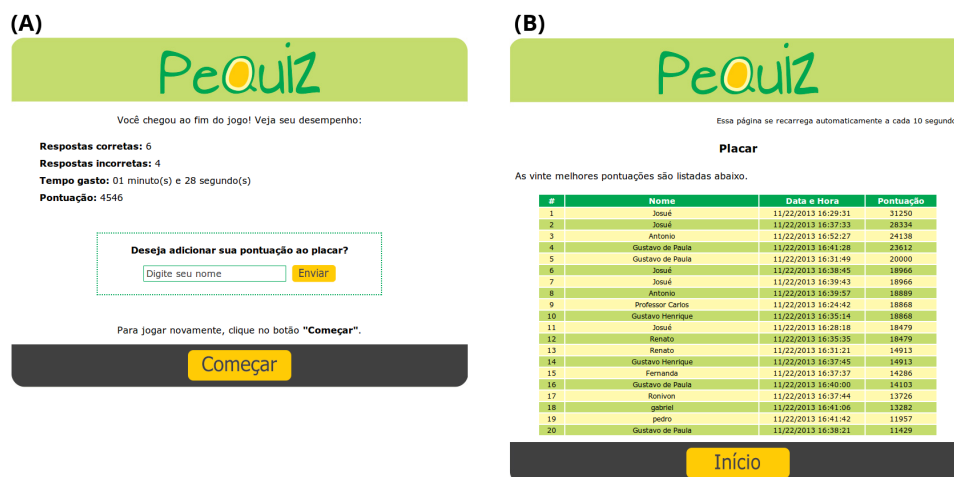 (A)
PeQuiz
Você chegou ao fim do jogo! Veja seu desempenho:
Respostas corretas: 6
Respostas incorretas: 4
Tempo gasto: 01 minuto(s) e 28 segundo(s)
Pontuação: 4546
Deseja adicionar sua pontuação ao placar?
Digite seu nome Enviar
Para jogar novamente, clique no botão "Começar".
Começar
(B)
PeQuiz
Essa página se recarrega automaticamente a cada 10 segundo
Placar
As vinte melhores pontuações são listadas abaixo.
# Nome Data e Hora Pontuação
1 Josué 11/22/2013 16:29:31 31250
2 Josué 11/22/2013 16:37:33 28334
3 Antonio 11/22/2013 16:52:27 24138
4 Gustavo de Paula 11/22/2013 16:41:28 23612
5 Gustavo de Paula 11/22/2013 16:31:49 20000
6 Josué 11/22/2013 16:38:45 18966
7 Josué 11/22/2013 16:39:43 18966
8 Antonio 11/22/2013 16:39:57 18889
9 Professor Carlos 11/22/2013 16:24:42 18868
10 Gustavo Henrique 11/22/2013 16:35:14 18868
11 Josué 11/22/2013 16:28:18 18479
12 Renato 11/22/2013 16:35:35 18479
13 Renato 11/22/2013 16:31:21 14913
14 Gustavo Henrique 11/22/2013 16:37:45 14913
15 Fernanda 11/22/2013 16:37:37 14286
16 Gustavo de Paula 11/22/2013 16:40:00 14103
17 Ronivon 11/22/2013 16:37:44 13726
18 gabriel 11/22/2013 16:41:06 13282
19 pedro 11/22/2013 16:41:42 11957
20 Gustavo de Paula 11/22/2013 16:38:21 11429
Início